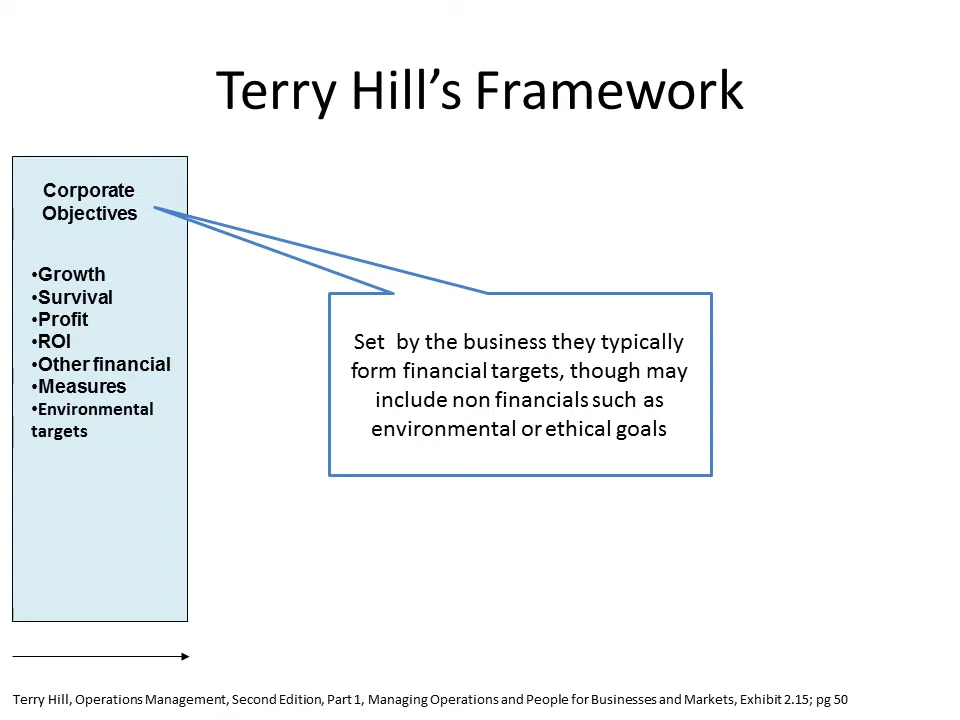 Terry Hill’s Framework
Corporate
Objectives
•Growth
•Survival
•Profit
•ROI
•Other financial
•Measures
•Environmental
targets
Set by the business they typically
form financial targets, though may
include non financials such as
environmental or ethical goals
Terry Hill, Operations Management, Second Edition, Part 1, Managing Operations and People for Businesses and Markets, Exhibit 2.15; pg 50